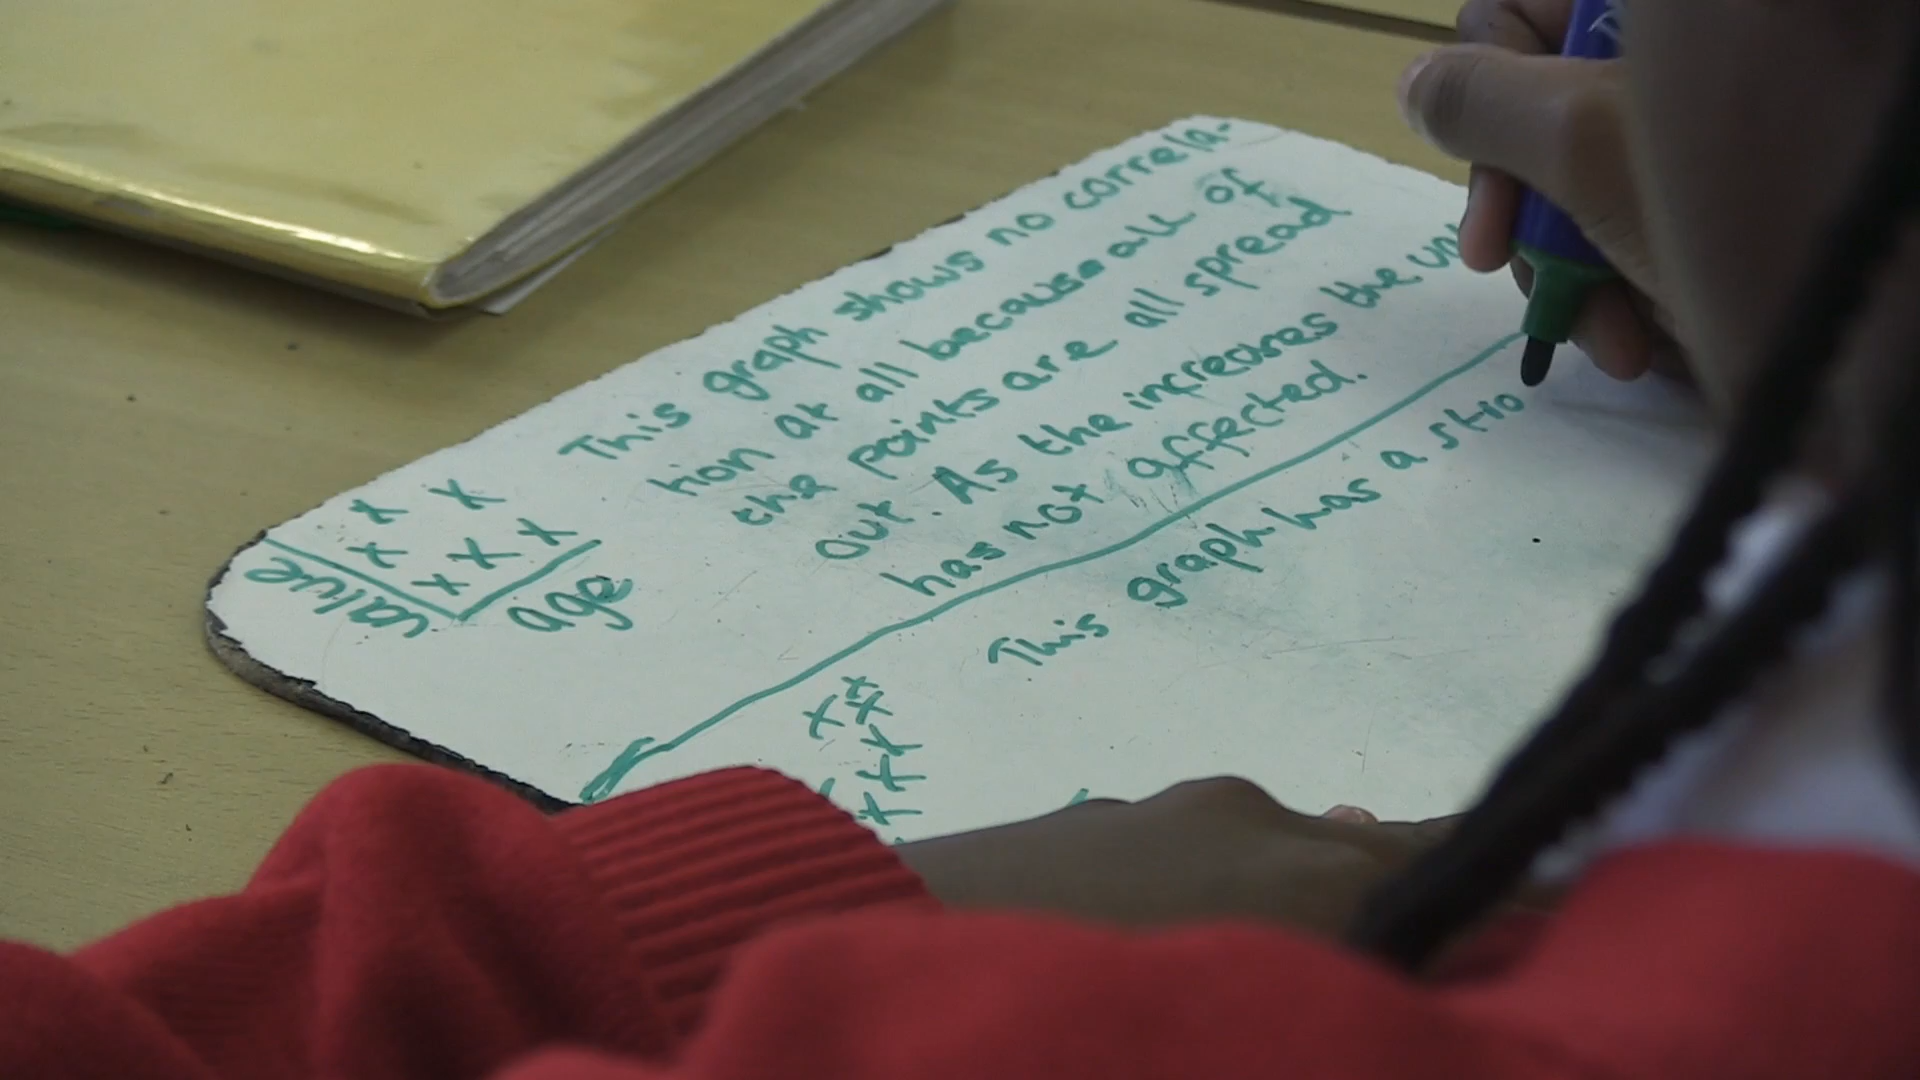 This graph shows no correla-
tion at all because all of
the points are all spread
out. As the increases the
has not affected.
value
age
This graph has a stio